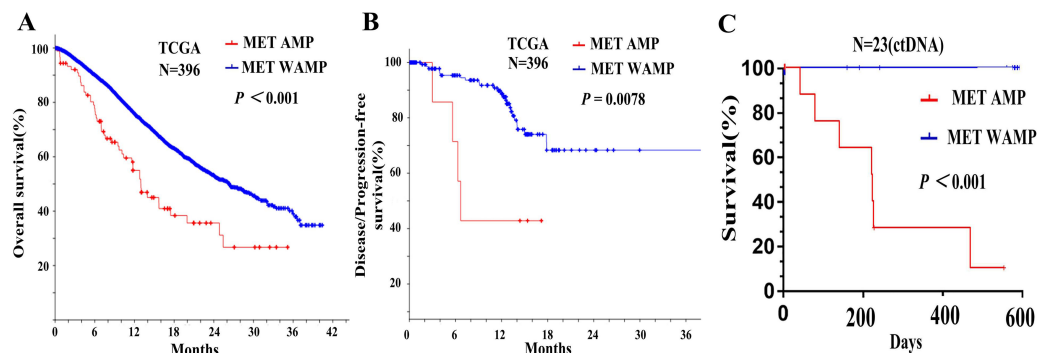 A
TCGA
N=396
MET AMP
MET WAMP
P < 0.001
Overall survival(%)
100
80
60
40
20
0
6
12
18
24
30
36
42
Months
B
TCGA
N=396
MET AMP
MET WAMP
P = 0.0078
Disease/Progression-free
survival(%)
100
80
70
60
40
20
0
6
12
18
24
30
36
Months
C
N=23(ctDNA)
MET AMP
MET WAMP
P < 0.001
Survival(%)
100
80
60
40
20
0
0
200
400
600
Days